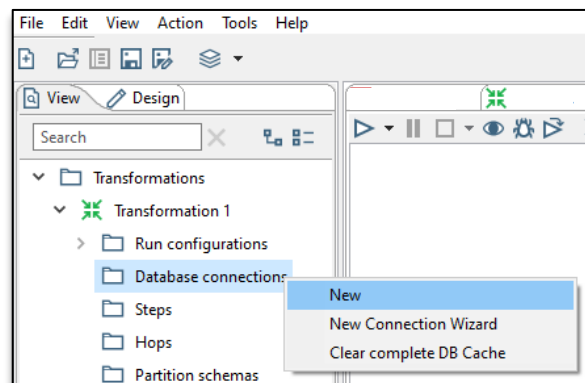 File Edit View Action Tools Help
View Design
Search
Transformations
Transformation 1
Run configurations
Database connections
New
Steps
New Connection Wizard
Hops
Clear complete DB Cache
Partition schemas